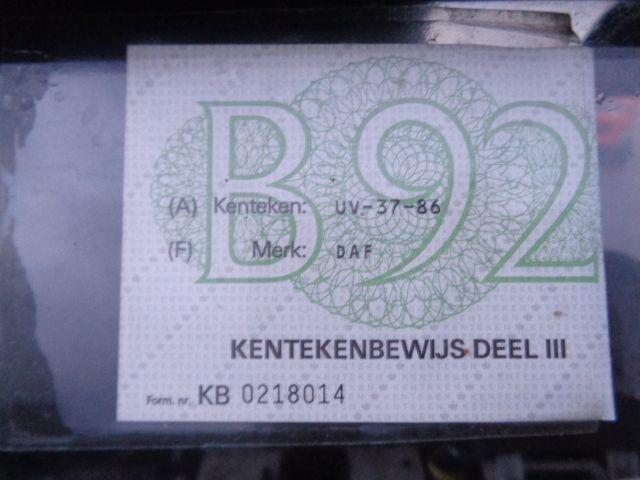 B92
(A) Kenteken: UV-37-86
(F) Merk: DAF
KENTEKENBEWIJS DEEL III
Form. nr. KB 0218014